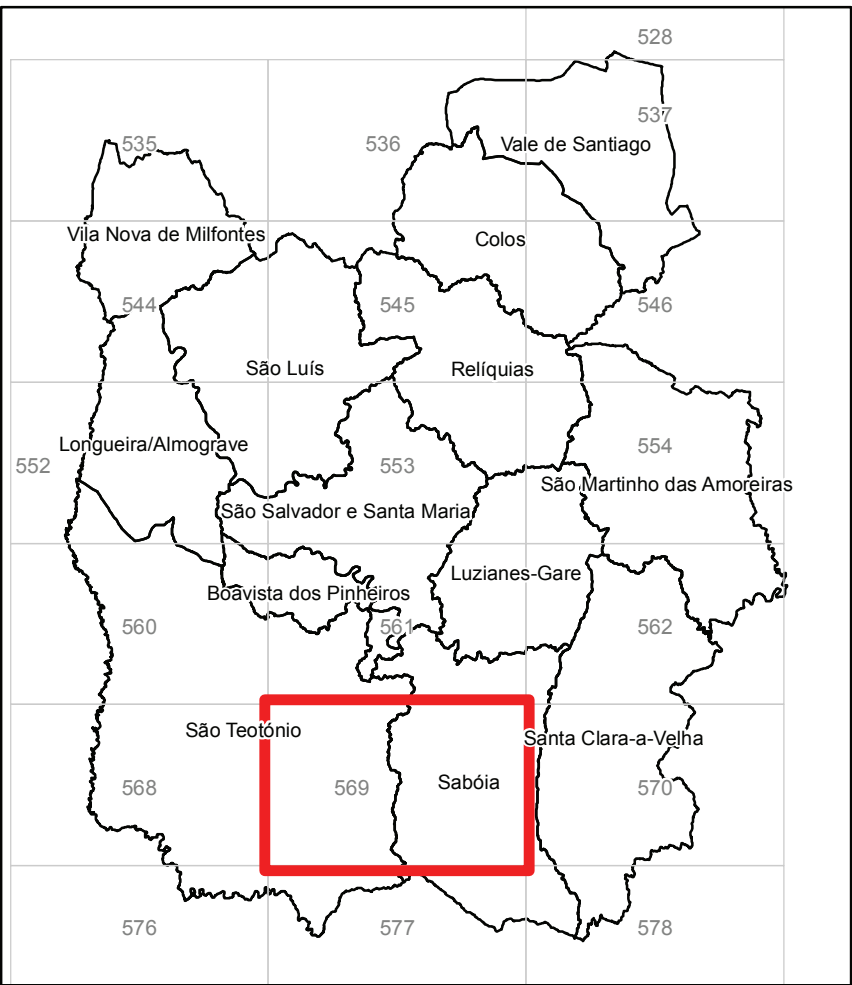 528
537
535
536
Vale de Santiago
Vila Nova de Milfontes
Colos
544
545
546
São Luís
Relíquias
Longueira/Almograve
554
552
553
São Martinho das Amoreiras
São Salvador e Santa Maria
Luzianes-Gare
Boavista dos Pinheiros
560
561
562
São Teotónio
Santa Clara-a-Velha
Sabóia
568
569
570
576
577
578